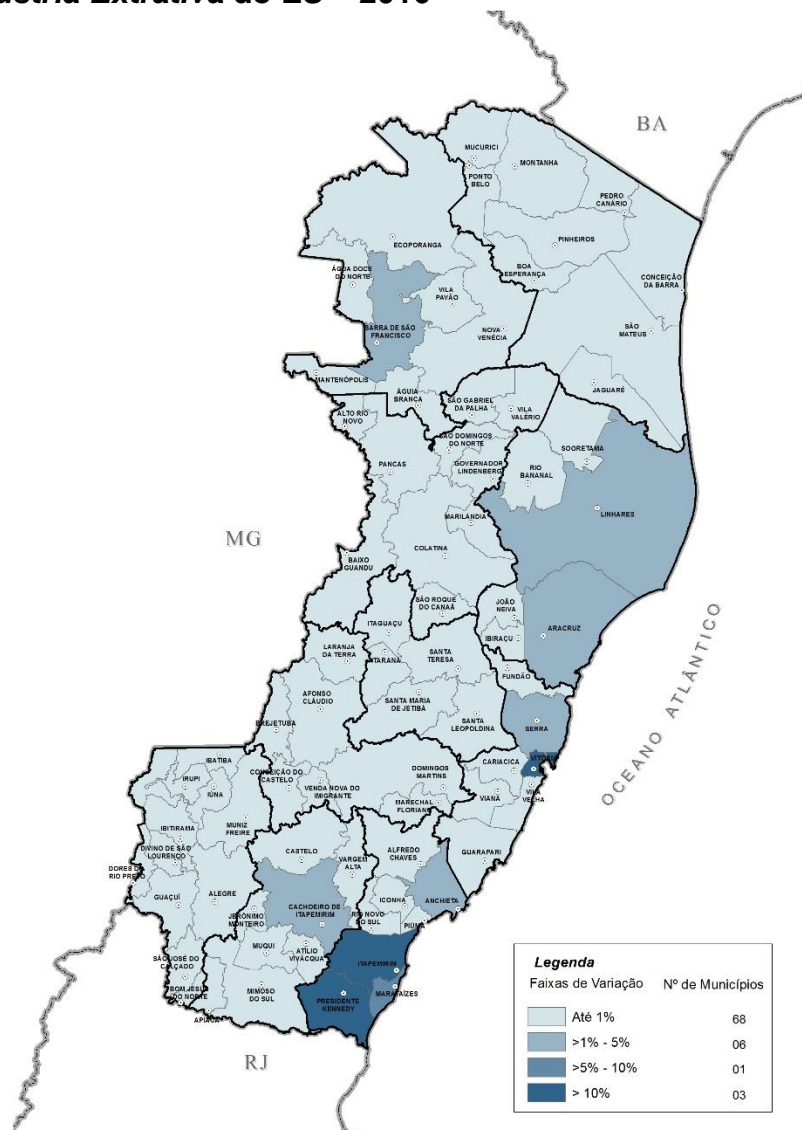 BA
MUCURICI
MONTANHA
PONTO
BELO
PEDRO
CANÁRIO
PINHEIROS
ECOPORANGA
ÁGUA DOCE
DO NORTE
BOA
ESPERANÇA
CONCEIÇÃO
DA BARRA
VILA
PAVÃO
BARRA DE SÃO
FRANCISCO
NOVA
VENÉCIA
SÃO
MATEUS
MANTENÓPOLIS
ÁGUIA
BRANCA
JAGUARÉ
SÃO GABRIEL
DA PALHA
VILA
VALÉRIO
ALTO RIO
NOVO
SÃO DOMINGOS
DO NORTE
SOORETAMA
PANCAS
GOVERNADOR
LINDENBERG
RIO
BANANAL
LINHARES
MARILÂNDIA
MG
COLATINA
BAIXO
GUANDU
SÃO ROQUE
DO CANAÃ
JOÃO
NEIVA
ITAGUAÇU
IBIRAÇU
ARACRUZ
LARANJA
DA TERRA
ITARANA
SANTA
TERESA
FUNDÃO
OCEANO ATLÂNTICO
AFONSO
CLÁUDIO
SANTA MARIA
DE JETIBÁ
BREJETUBA
SANTA
LEOPOLDINA
SERRA
IBATIBA
CARIACICA
VITÓRIA
DOMINGOS
MARTINS
CONCEIÇÃO DO
CASTELO
IRUPI
IÚNA
VENDA NOVA DO
IMIGRANTE
VIANA
VILA
VELHA
MARECHAL
FLORIANO
MUNIZ
FREIRE
IBITIRAMA
DIVINO DE SÃO
LOURENÇO
CASTELO
ALFREDO
CHAVES
GUARAPARI
VARGEM
ALTA
DORES DO
RIO PRETO
GUAÇUÍ
ALEGRE
ICONHA
ANCHIETA
CACHOEIRO DE
ITAPEMIRIM
JERÔNIMO
MONTEIRO
RIO NOVO
DO SUL
PIÚMA
MUQUI
ATÍLIO
VIVÁCQUA
SÃO JOSÉ DO
CALÇADO
ITAPEMIRIM
BOM JESUS
DO NORTE
MIMOSO
DO SUL
PRESIDENTE
KENNEDY
MARATAÍZES
APIACÁ
RJ
Legenda
Faixas de Variação Nº de Municípios
Até 1% 68
>1% - 5% 06
>5% - 10% 01
> 10% 03